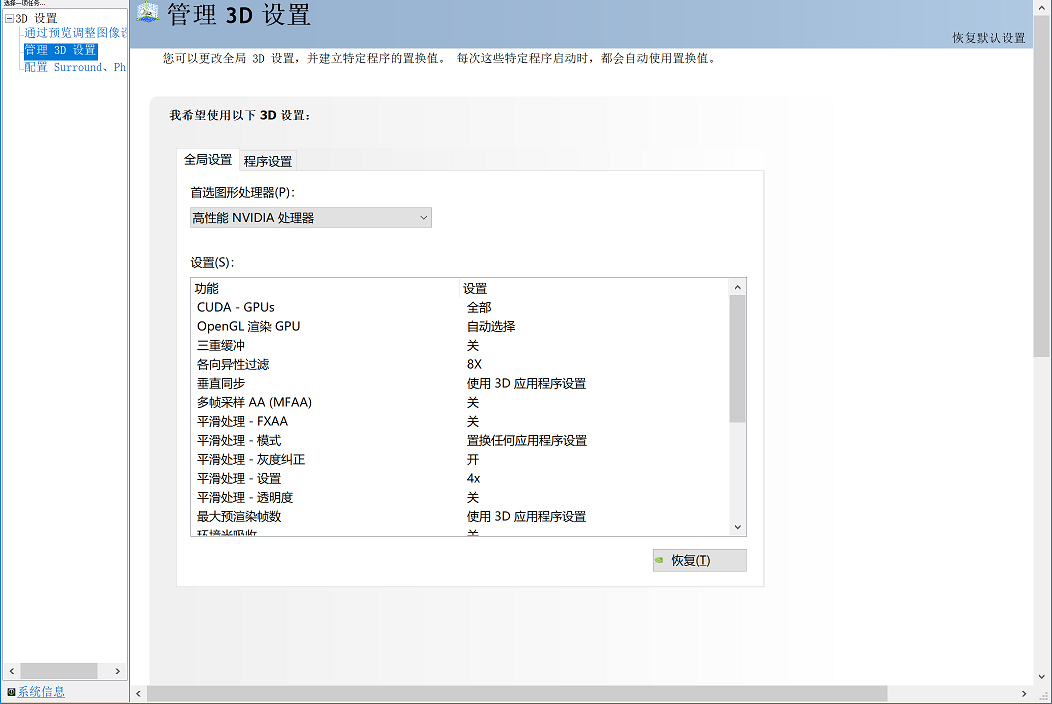 选择一项任务...
3D 设置
通过预览调整图像设
管理 3D 设置
配置 Surround、Ph
系统信息
管理 3D 设置
恢复默认设置
您可以更改全局 3D 设置，并建立特定程序的置换值。 每次这些特定程序启动时，都会自动使用置换值。
我希望使用以下 3D 设置：
全局设置 程序设置
首选图形处理器(P)：
高性能 NVIDIA 处理器
设置(S)：
功能 设置
CUDA - GPUs 全部
OpenGL 渲染 GPU 自动选择
三重缓冲 关
各向异性过滤 8X
垂直同步 使用 3D 应用程序设置
多帧采样 AA (MFAA) 关
平滑处理 - FXAA 关
平滑处理 - 模式 置换任何应用程序设置
平滑处理 - 灰度纠正 开
平滑处理 - 设置 4x
平滑处理 - 透明度 关
最大预渲染帧数 使用 3D 应用程序设置
环境光吸收 关
恢复(T)